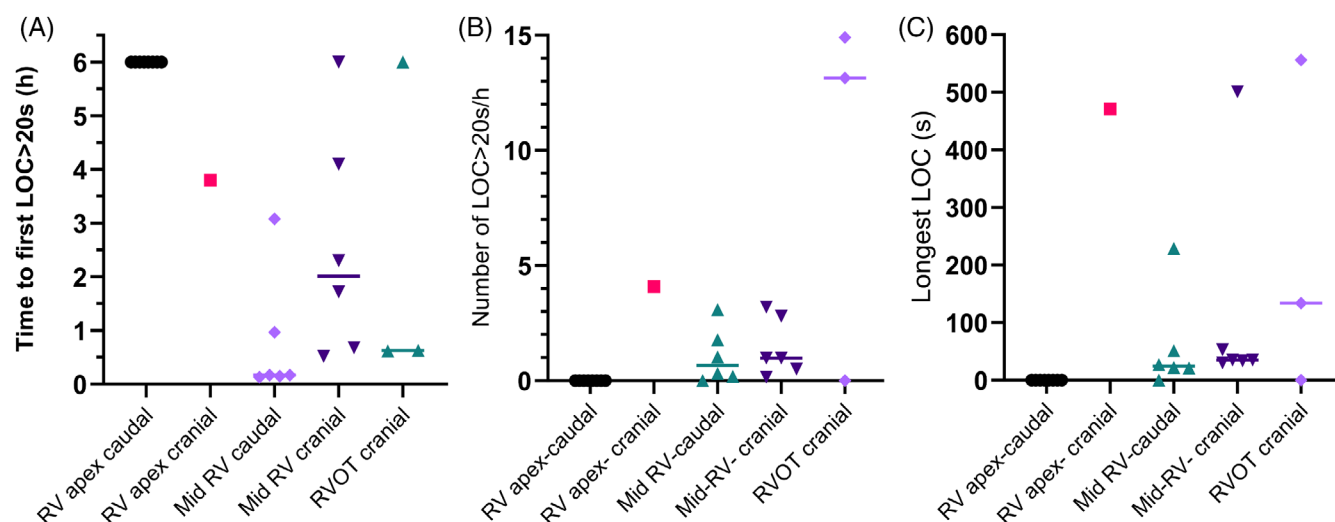 (A)
Time to first LOC>20s (h)
6
5
4
3
2
1
0
RV apex caudal
RV apex cranial
Mid RV caudal
Mid RV cranial
RVOT cranial
(B)
Number of LOC>20s/h
15
10
5
0
RV apex-caudal
RV apex- cranial
Mid RV-caudal
Mid-RV- cranial
RVOT cranial
(C)
Longest LOC (s)
600
500
400
300
200
100
0
RV apex-caudal
RV apex- cranial
Mid RV-caudal
Mid-RV- cranial
RVOT cranial